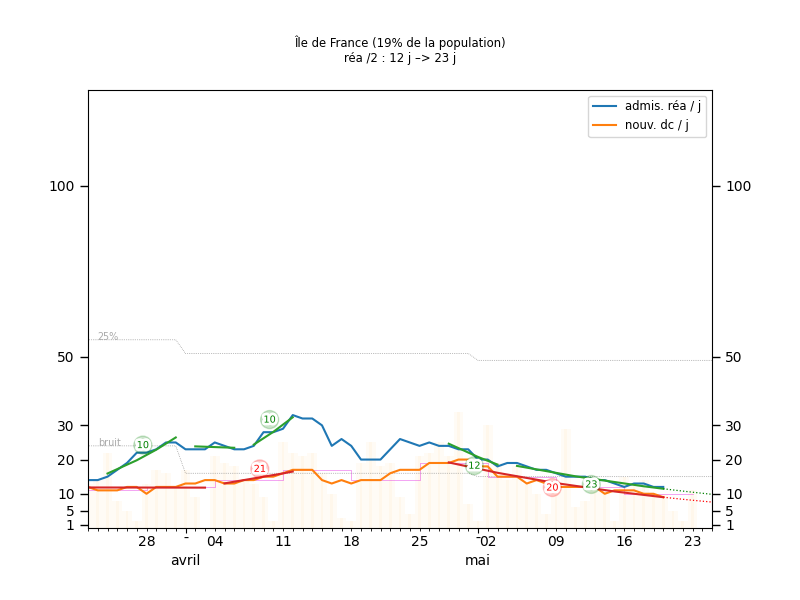 Île de France (19% de la population)
réa /2 : 12 j –> 23 j
admis. réa / j
nouv. dc / j
100 100
25%
50 50
bruit
30 30
20 20
10 10
5 5
1 1
10
10
21
12
20
23
28 04 11 18 25 02 09 16 23
avril mai